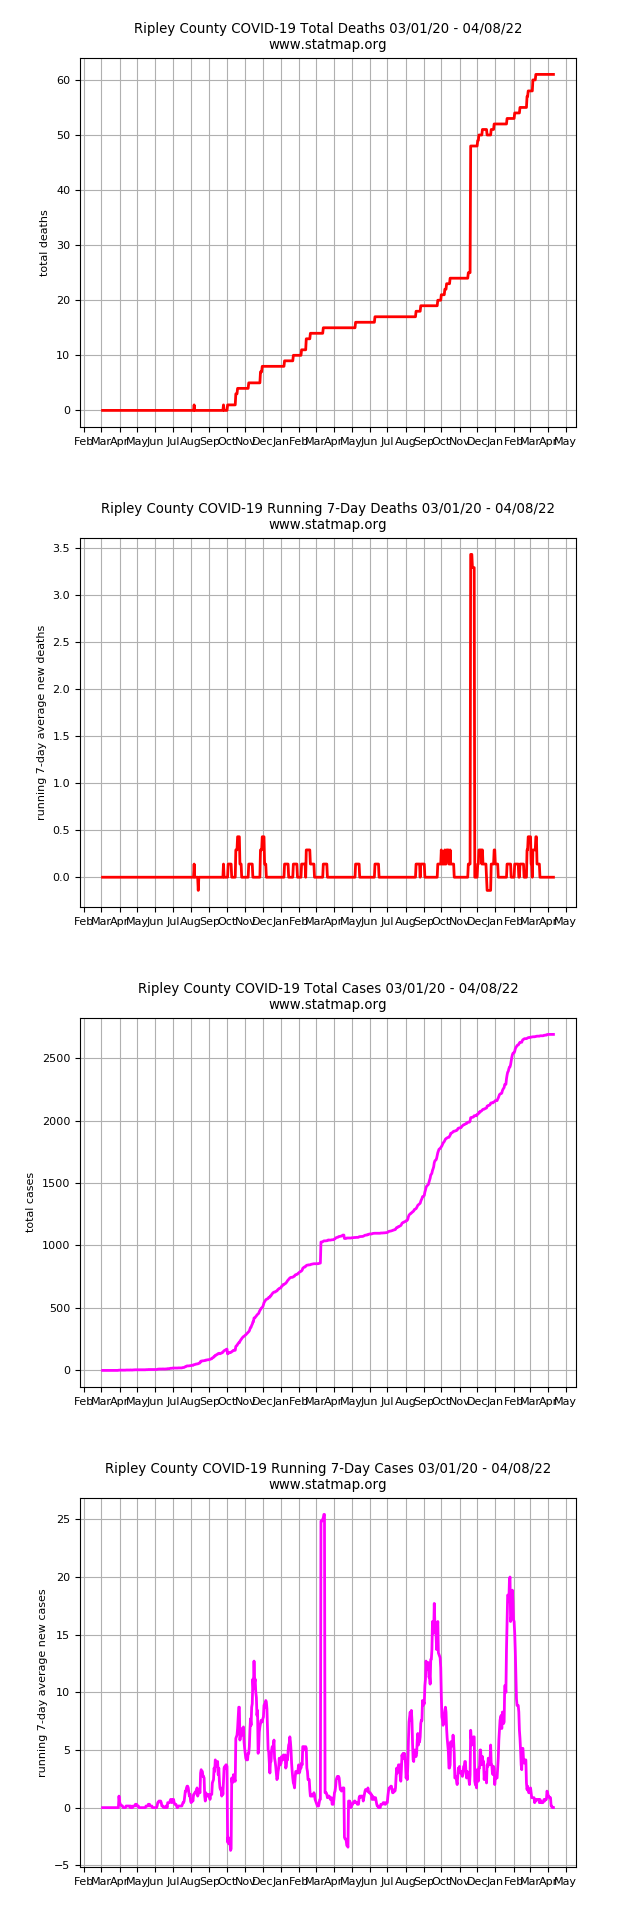 Ripley County COVID-19 Total Deaths 03/01/20 - 04/08/22
www.statmap.org
60
50
40
30
20
10
0
total deaths
Feb Mar Apr May Jun Jul Aug Sep Oct Nov Dec Jan Feb Mar Apr May Jun Jul Aug Sep Oct Nov Dec Jan Feb Mar Apr May
Ripley County COVID-19 Running 7-Day Deaths 03/01/20 - 04/08/22
www.statmap.org
3.5
3.0
2.5
2.0
1.5
1.0
0.5
0.0
running 7-day average new deaths
Feb Mar Apr May Jun Jul Aug Sep Oct Nov Dec Jan Feb Mar Apr May Jun Jul Aug Sep Oct Nov Dec Jan Feb Mar Apr May
Ripley County COVID-19 Total Cases 03/01/20 - 04/08/22
www.statmap.org
2500
2000
1500
1000
500
0
total cases
Feb Mar Apr May Jun Jul Aug Sep Oct Nov Dec Jan Feb Mar Apr May Jun Jul Aug Sep Oct Nov Dec Jan Feb Mar Apr May
Ripley County COVID-19 Running 7-Day Cases 03/01/20 - 04/08/22
www.statmap.org
25
20
15
10
5
0
−5
running 7-day average new cases
Feb Mar Apr May Jun Jul Aug Sep Oct Nov Dec Jan Feb Mar Apr May Jun Jul Aug Sep Oct Nov Dec Jan Feb Mar Apr May